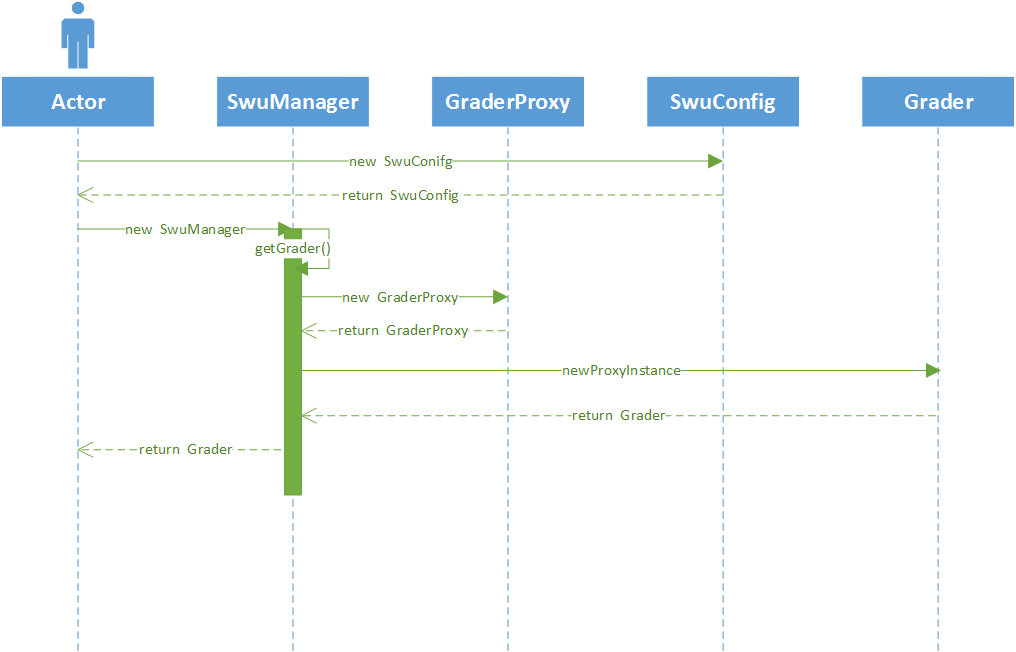 Actor
SwuManager
GraderProxy
SwuConfig
Grader
new SwuConifg
return SwuConfig
new SwuManager
getGrader()
new GraderProxy
return GraderProxy
newProxyInstance
return Grader
return Grader